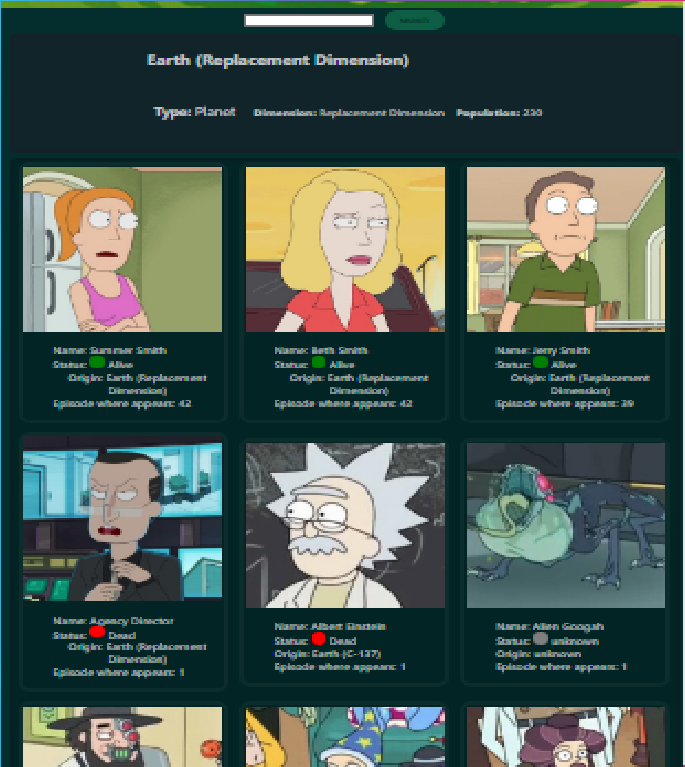 Search
Earth (Replacement Dimension)
Type: Planet Dimension: Replacement Dimension Population: 230
Name: Summer Smith
Status: Alive
Origin: Earth (Replacement
Dimension)
Episode where appears: 42
Name: Beth Smith
Status: Alive
Origin: Earth (Replacement
Dimension)
Episode where appears: 42
Name: Jerry Smith
Status: Alive
Origin: Earth (Replacement
Dimension)
Episode where appears: 39
Name: Agency Director
Status: Dead
Origin: Earth (Replacement
Dimension)
Episode where appears: 1
Name: Albert Einstein
Status: Dead
Origin: Earth (C-137)
Episode where appears: 1
Name: Alien Googah
Status: unknown
Origin: unknown
Episode where appears: 1